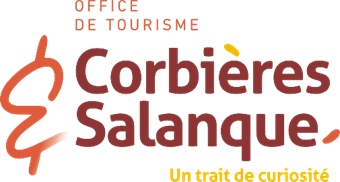 OFFICE
DE TOURISME
Corbières
& Salanque
Un trait de curiosité